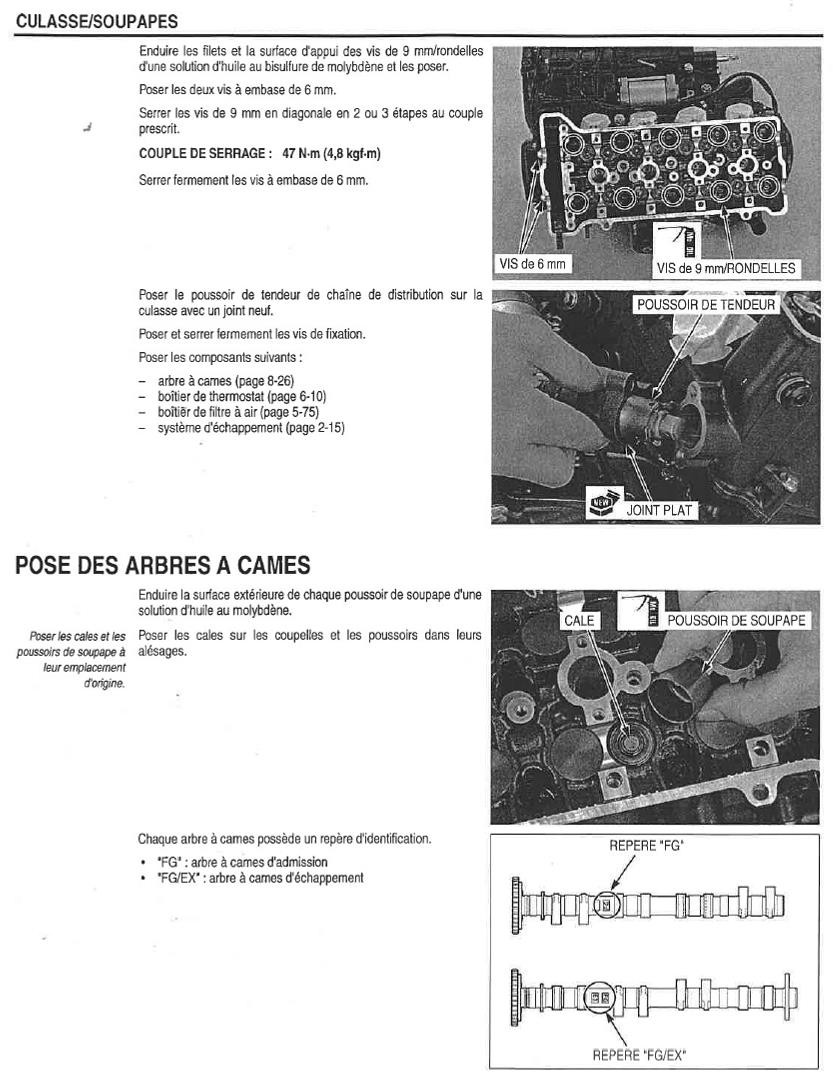 CULASSE/SOUPAPES
Enduire les filets et la surface d'appui des vis de 9 mm/rondelles
d'une solution d'huile au bisulfure de molybdène et les poser.
Poser les deux vis à embase de 6 mm.
Serrer les vis de 9 mm en diagonale en 2 ou 3 étapes au couple
prescrit.
COUPLE DE SERRAGE : 47 N·m (4,8 kgf·m)
Serrer fermement les vis à embase de 6 mm.
VIS de 6 mm
Mo OIL
VIS de 9 mm/RONDELLES
Poser le poussoir de tendeur de chaîne de distribution sur la
culasse avec un joint neuf.
Poser et serrer fermement les vis de fixation.
Poser les composants suivants :
– arbre à cames (page 8-26)
– boîtier de thermostat (page 6-10)
– boîtier de filtre à air (page 5-75)
– système d'échappement (page 2-15)
POUSSOIR DE TENDEUR
NEW
JOINT PLAT
POSE DES ARBRES A CAMES
Enduire la surface extérieure de chaque poussoir de soupape d'une
solution d'huile au molybdène.
Poser les cales et les
poussoirs de soupape à
leur emplacement
d'origine.
Poser les cales sur les coupelles et les poussoirs dans leurs
alésages.
CALE
Mo OIL
POUSSOIR DE SOUPAPE
Chaque arbre à cames possède un repère d'identification.
• "FG" : arbre à cames d'admission
• "FG/EX" : arbre à cames d'échappement
REPERE "FG"
REPERE "FG/EX"